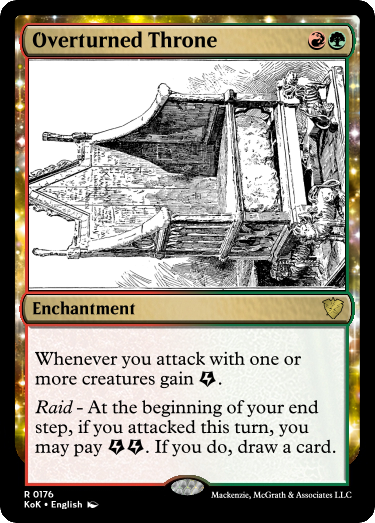 Overturned Throne
Enchantment
Whenever you attack with one or
more creatures gain .
Raid - At the beginning of your end
step, if you attacked this turn, you
may pay . If you do, draw a card.
R 0176
KoK • English
Mackenzie, McGrath & Associates LLC